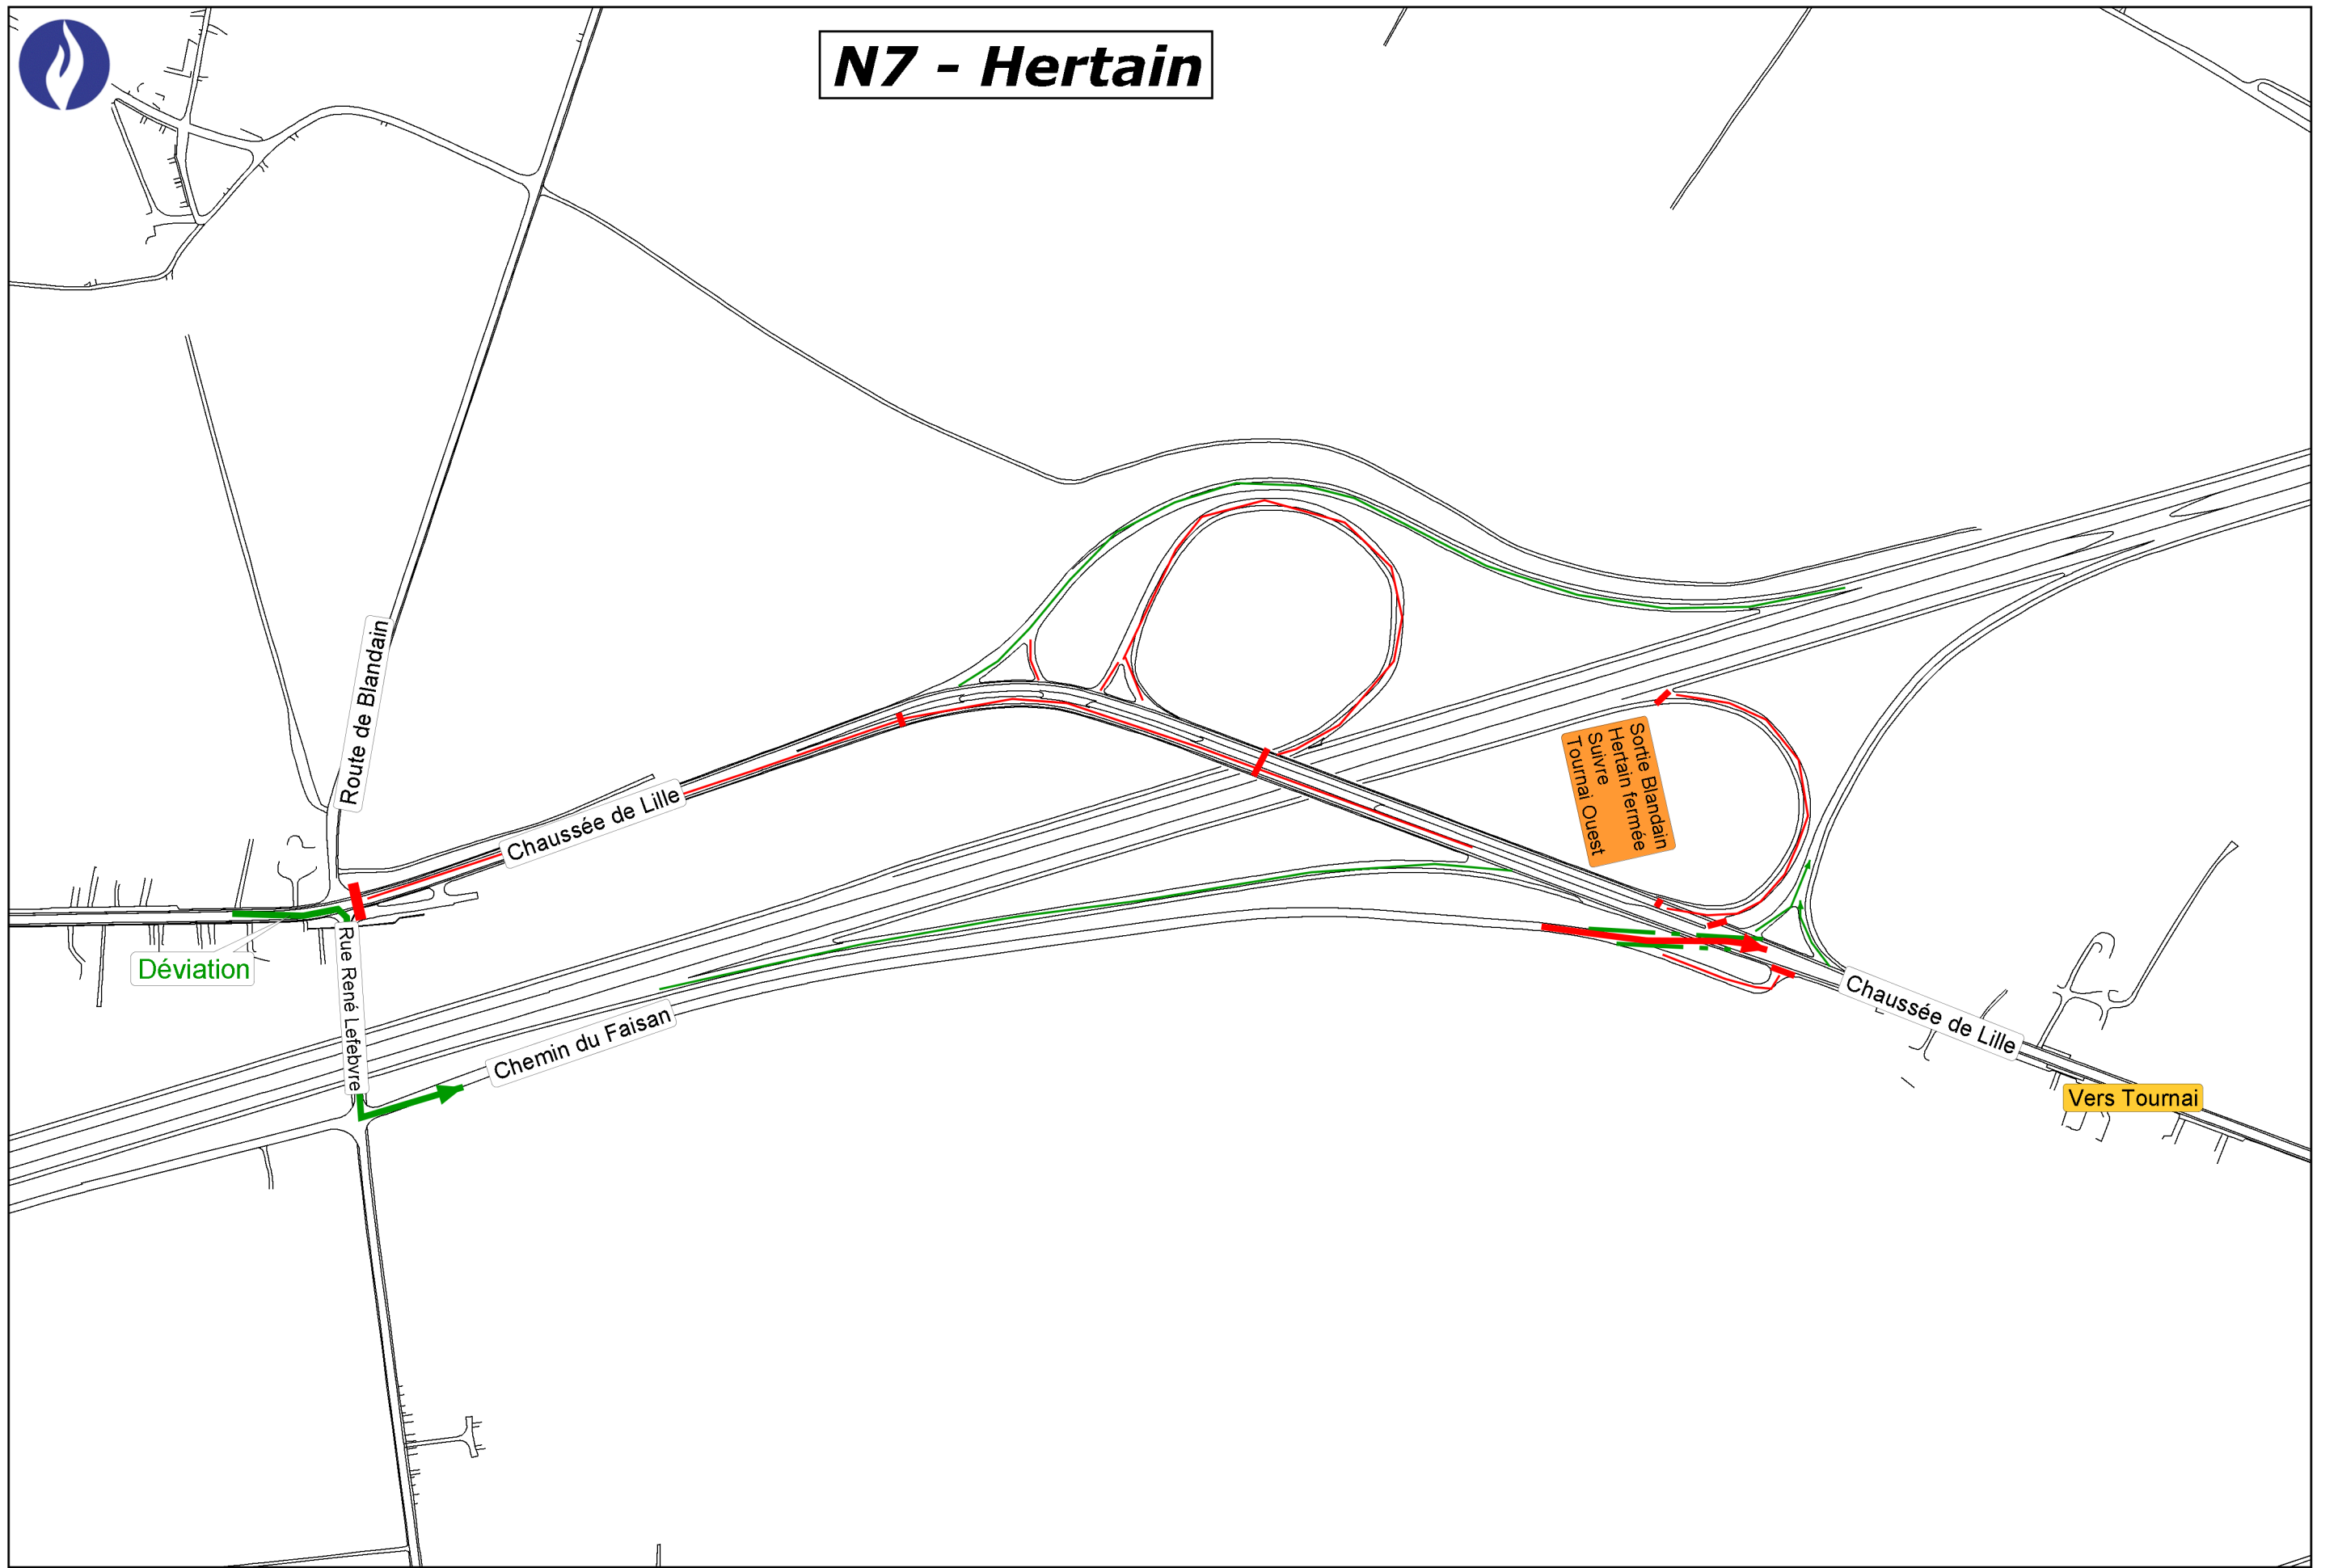 N7 - Hertain
Route de Blandain
Chaussée de Lille
Sortie Blandain
Hertain fermée
Suivre
Tournai Ouest
Déviation
Rue René Lefebvre
Chemin du Faisan
Chaussée de Lille
Vers Tournai